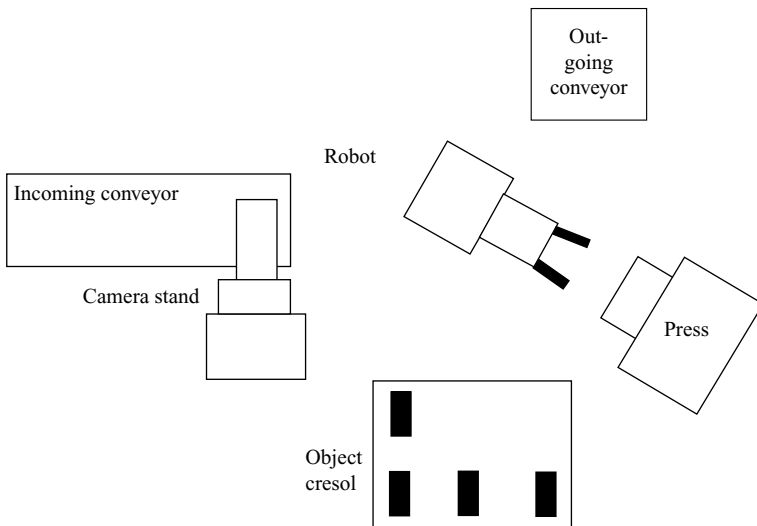 Out-
going
conveyor
Robot
Incoming conveyor
Camera stand
Press
Object
cresol